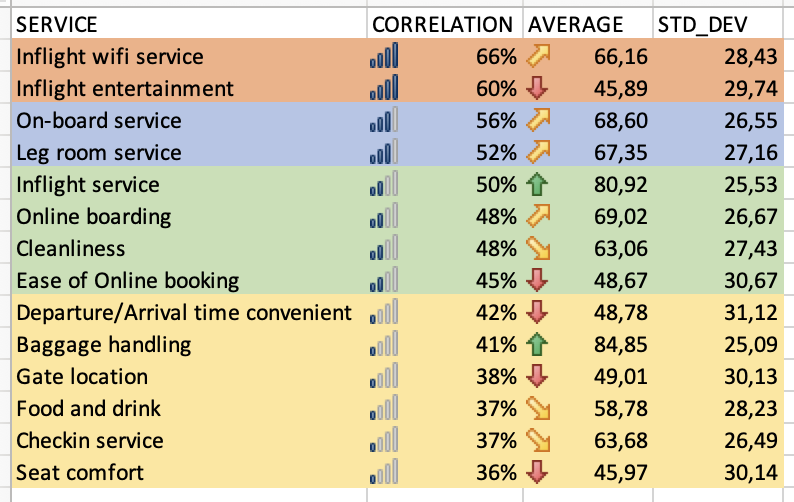 SERVICE CORRELATION AVERAGE STD_DEV
Inflight wifi service 66% 66,16 28,43
Inflight entertainment 60% 45,89 29,74
On-board service 56% 68,60 26,55
Leg room service 52% 67,35 27,16
Inflight service 50% 80,92 25,53
Online boarding 48% 69,02 26,67
Cleanliness 48% 63,06 27,43
Ease of Online booking 45% 48,67 30,67
Departure/Arrival time convenient 42% 48,78 31,12
Baggage handling 41% 84,85 25,09
Gate location 38% 49,01 30,13
Food and drink 37% 58,78 28,23
Checkin service 37% 63,68 26,49
Seat comfort 36% 45,97 30,14